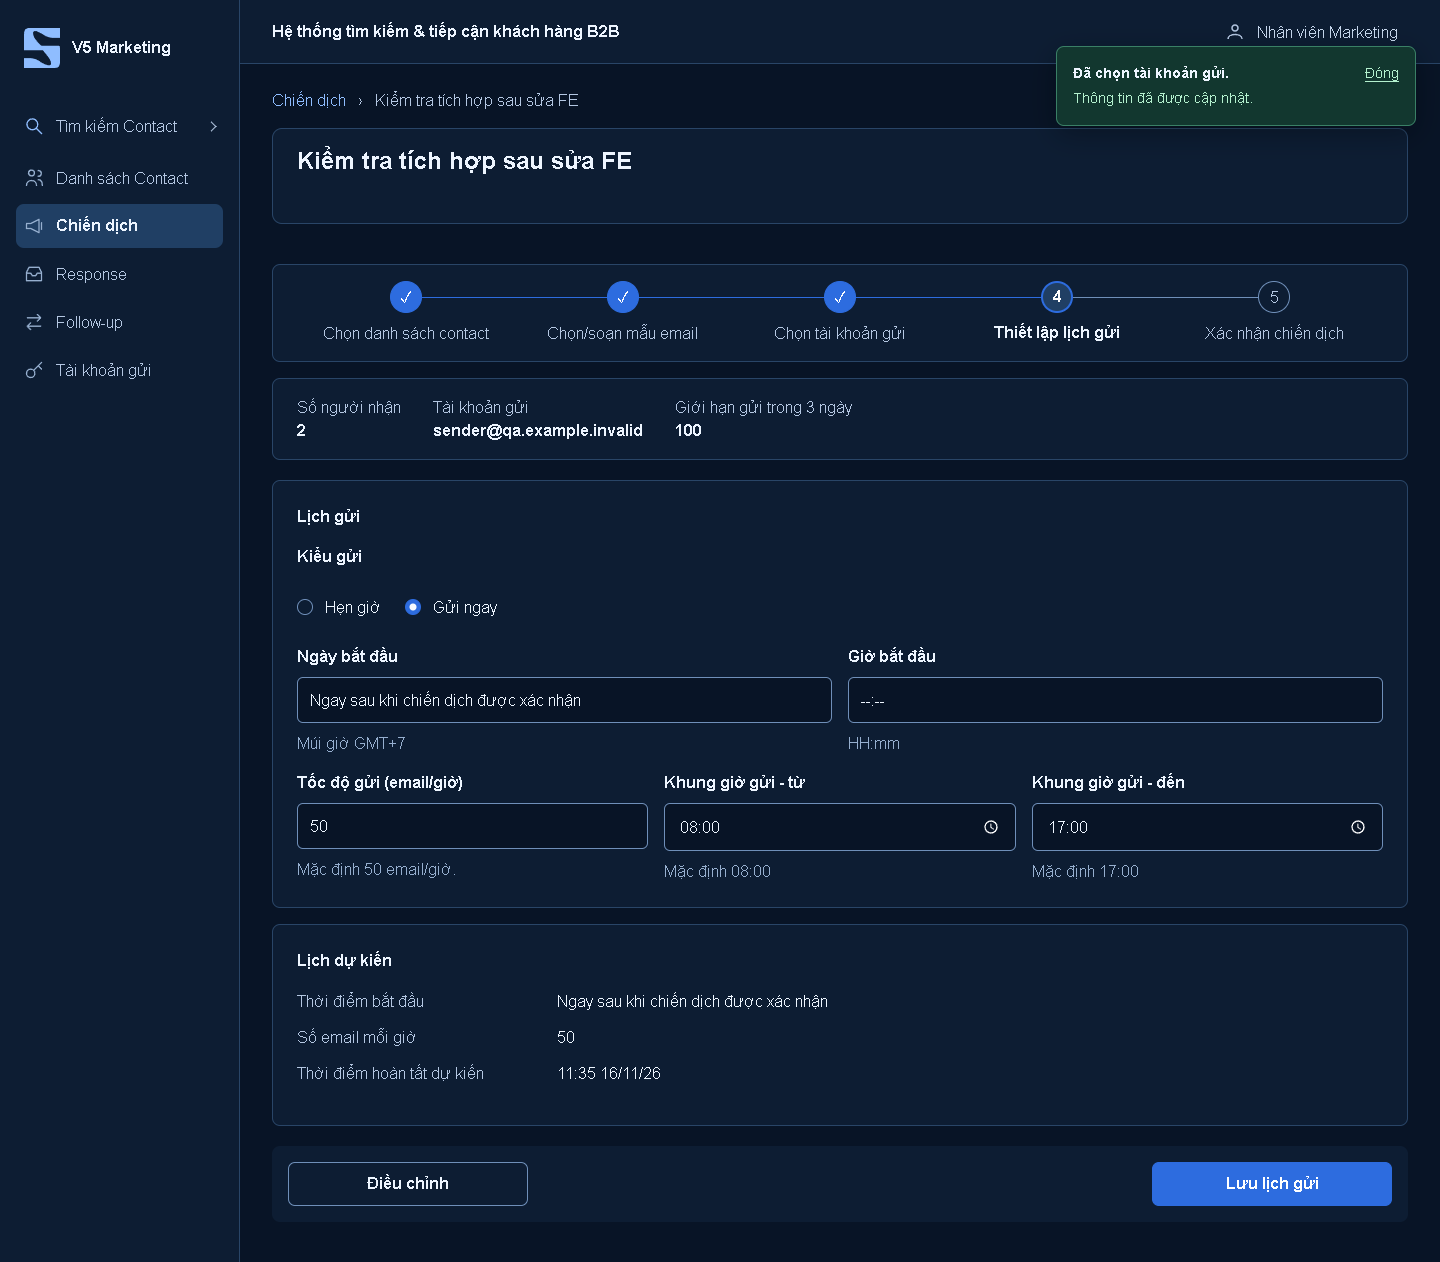 V5 Marketing
Hệ thống tìm kiếm & tiếp cận khách hàng B2B
Nhân viên Marketing
Đã chọn tài khoản gửi.
Đóng
Thông tin đã được cập nhật.
Tìm kiếm Contact
Danh sách Contact
Chiến dịch
Response
Follow-up
Tài khoản gửi
Chiến dịch › Kiểm tra tích hợp sau sửa FE
Kiểm tra tích hợp sau sửa FE
4
5
Chọn danh sách contact
Chọn/soạn mẫu email
Chọn tài khoản gửi
Thiết lập lịch gửi
Xác nhận chiến dịch
Số người nhận
2
Tài khoản gửi
sender@qa.example.invalid
Giới hạn gửi trong 3 ngày
100
Lịch gửi
Kiểu gửi
Hẹn giờ
Gửi ngay
Ngày bắt đầu
Ngay sau khi chiến dịch được xác nhận
Múi giờ GMT+7
Giờ bắt đầu
--:--
HH:mm
Tốc độ gửi (email/giờ)
50
Mặc định 50 email/giờ.
Khung giờ gửi - từ
08:00
Mặc định 08:00
Khung giờ gửi - đến
17:00
Mặc định 17:00
Lịch dự kiến
Thời điểm bắt đầu
Ngay sau khi chiến dịch được xác nhận
Số email mỗi giờ
50
Thời điểm hoàn tất dự kiến
11:35 16/11/26
Điều chỉnh
Lưu lịch gửi